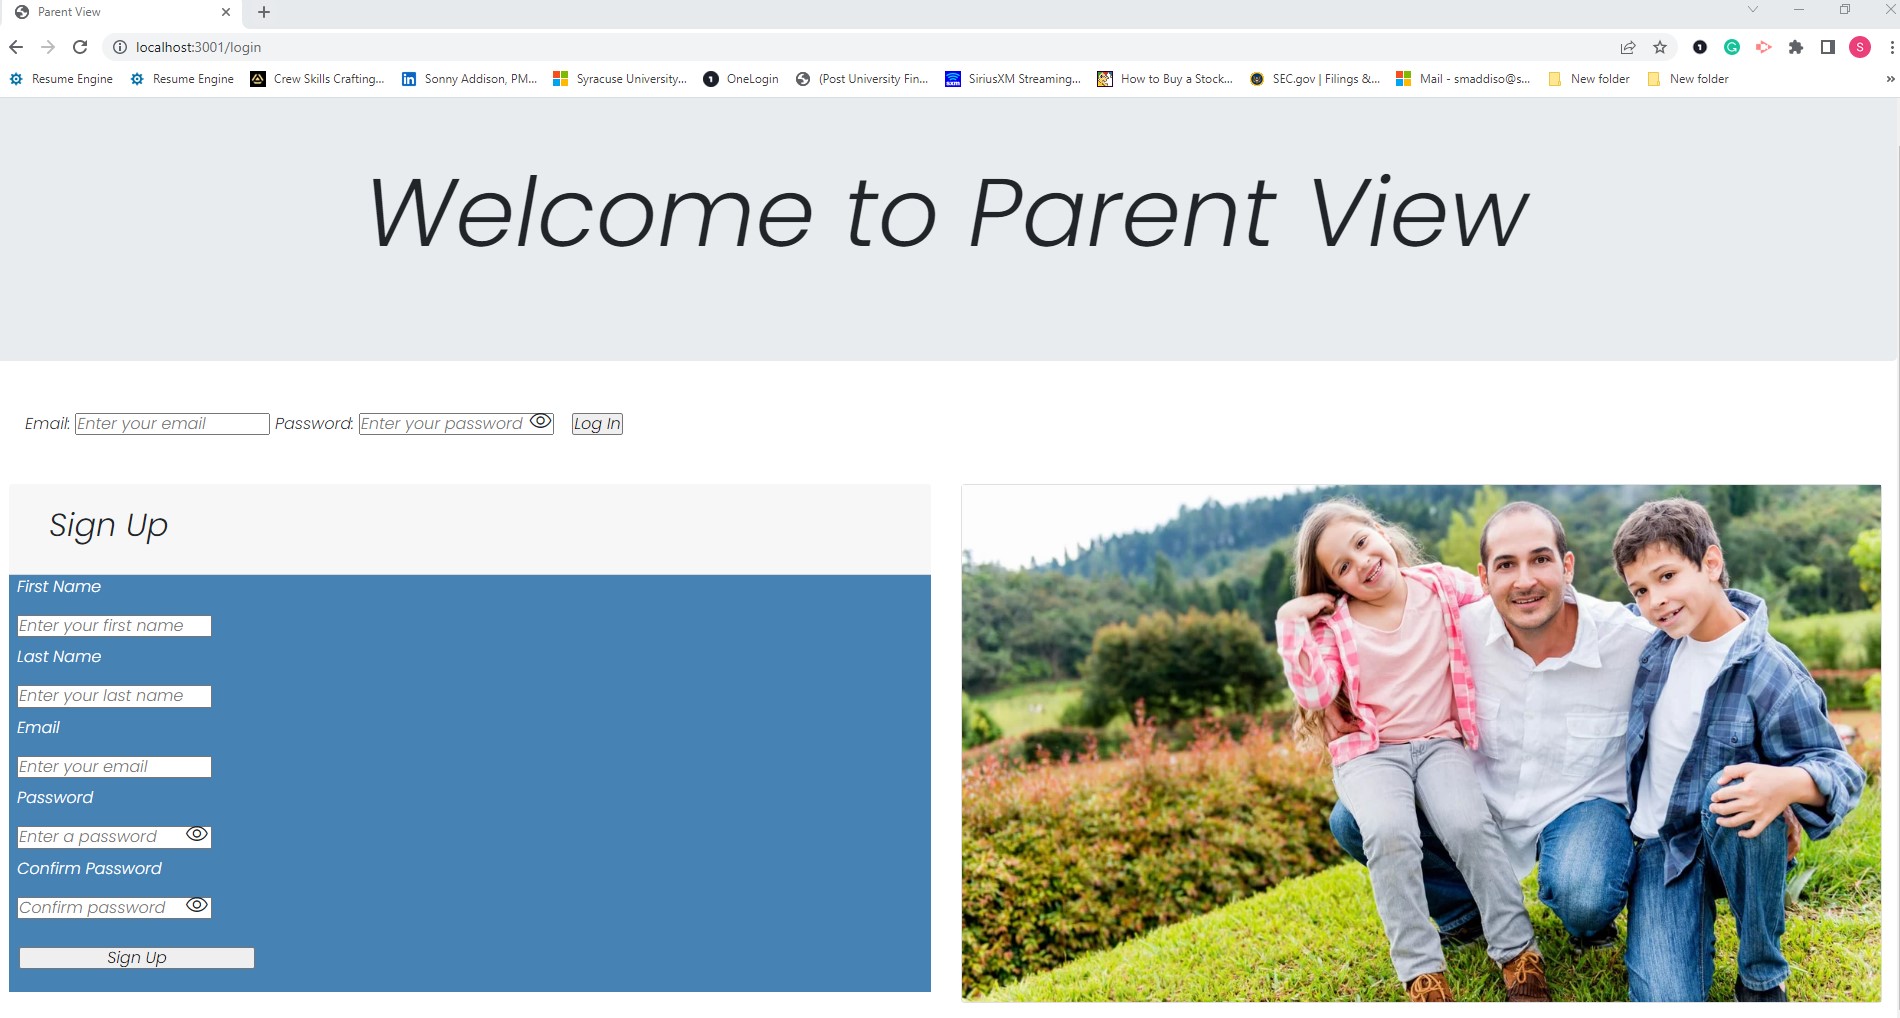 Parent View
localhost:3001/login
S
Resume Engine Resume Engine Crew Skills Crafting... Sonny Addison, PM... Syracuse University... OneLogin (Post University Fin... SiriusXM Streaming... How to Buy a Stock... SEC.gov | Filings &... Mail - smaddiso@s... New folder New folder »
Welcome to Parent View
Email: Enter your email Password: Enter your password Log In
Sign Up
First Name
Enter your first name
Last Name
Enter your last name
Email
Enter your email
Password
Enter a password
Confirm Password
Confirm password
Sign Up